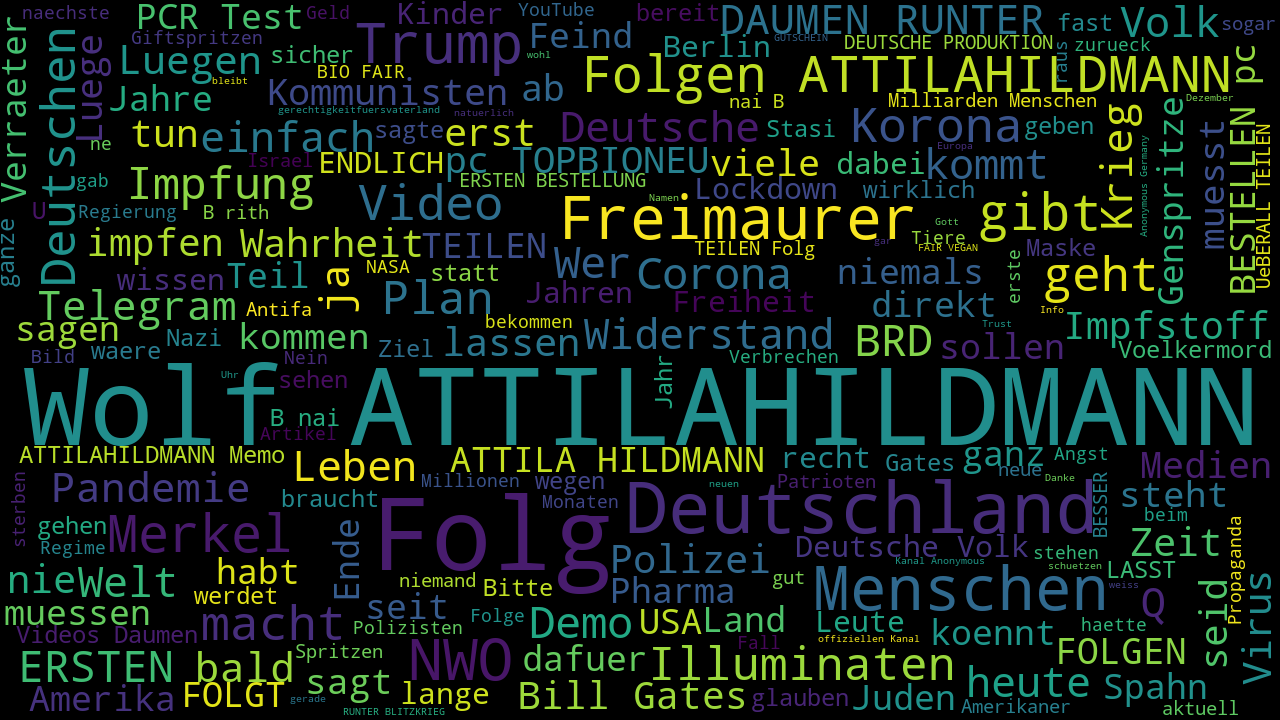 naechste PCR Test Geld Kinder YouTube bereit DAUMEN RUNTER fast Volk sogar
Giftspritzen sicher Trump Feind Berlin GUTSCHEIN DEUTSCHE PRODUKTION zurueck
Verraeter Deutschen Luege Luegen BIO FAIR wohl raus pc
bleibt Kommunisten ab Folgen ATTILAHILDMANN
Jahre gerechtigkeitfuersvaterland natuerlich nai B Milliarden Menschen Dezember
ne tun einfach sagte erst Deutsche Stasi Korona geben Krieg
Israel ENDLICH pc TOPBIONEU viele dabei Europa kommt Anonymous Germany Genspritze muesst BESTELLEN UeBERALL TEILEN
gab Impfung ERSTEN BESTELLUNG Lockdown wirklich
ganze U Regierung B rith Video Namen Freimaurer Gott Tiere gibt
impfen Wahrheit TEILEN TEILEN Folg gar FAIR VEGAN Maske
wissen Teil ja NASA statt Wer Corona niemals erste geht
Telegram Antifa Plan Jahren Freiheit direkt Info
sagen Nazi kommen bekommen Widerstand BRD Trust Impfstoff
Bild waere Nein Ziel lassen Verbrechen sollen Voelkermord
Uhr sehen Jahr
Wolf ATTILAHILDMANN
B nai
Artikel
ATTILAHILDMANN Memo Leben ATTILA HILDMANN recht Gates ganz Angst neue Medien
sterben Pandemie braucht Millionen wegen neuen Patrioten Danke
Folg Monaten Deutschland BESSER steht
gehen Merkel Ende beim
Regime Polizei Deutsche Volk stehen Zeit
nie Welt habt niemand Bitte Pharma gut Kanal Anonymous schuetzen LASST Propaganda
werdet Menschen weiss Q seid Virus
muessen macht seit Folge Demo USA Land Leute koennt haette
Videos Daumen Polizisten Fall offiziellen Kanal
ERSTEN bald Spritzen NWO dafuer Illuminaten FOLGEN
Amerika FOLGT sagt lange Bill Gates glauben Juden heute Spahn
gerade RUNTER BLITZKRIEG Amerikaner aktuell